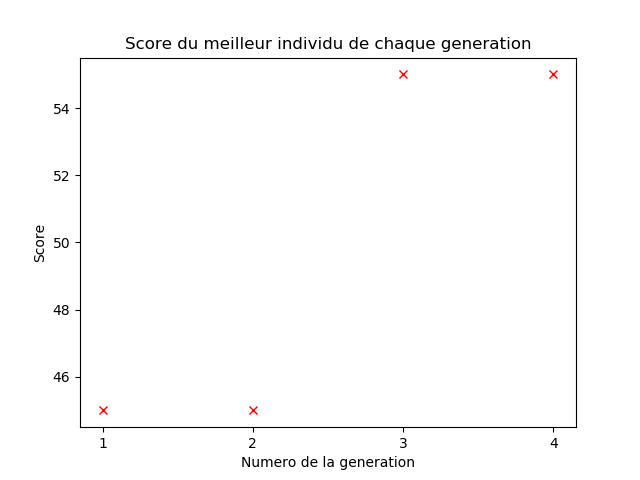 Score du meilleur individu de chaque generation
54
52
50
48
46
Score
1 2 3 4
Numero de la generation